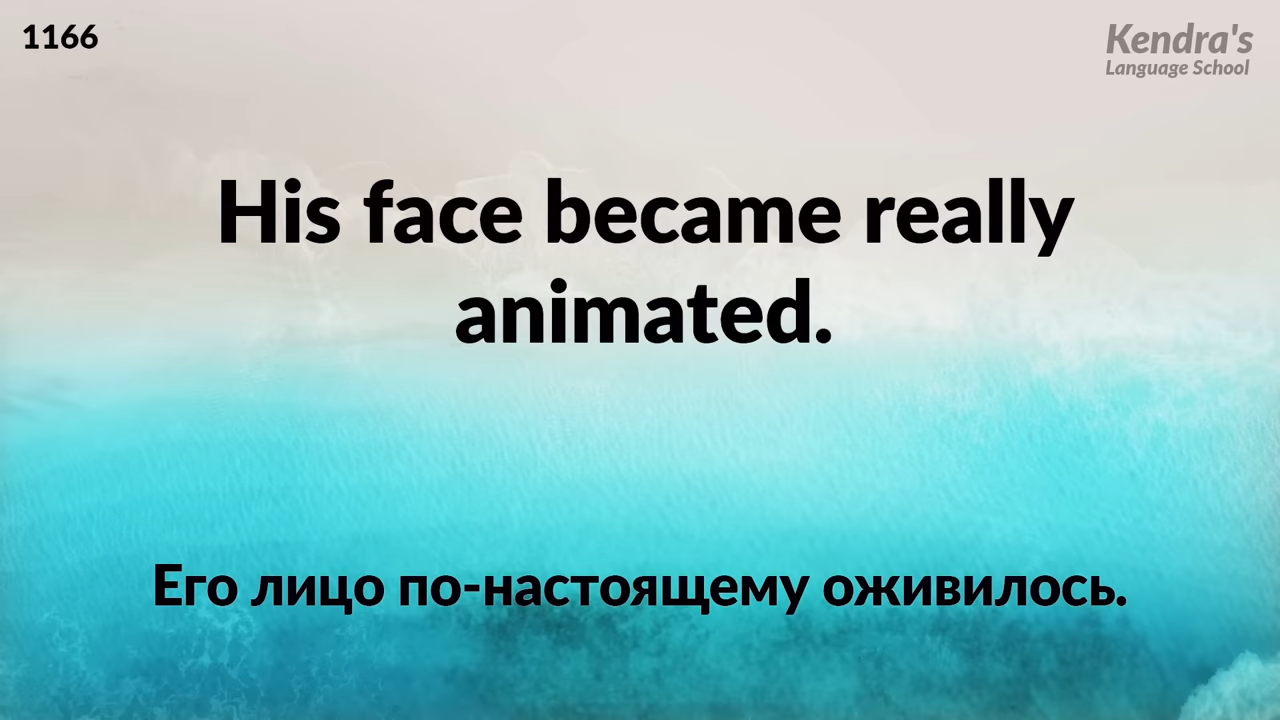 1166
Kendra's
Language School
His face became really
animated.
Его лицо по-настоящему оживилось.